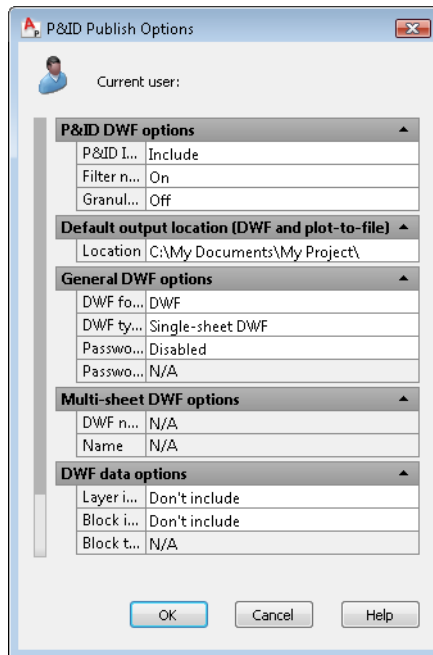 P&ID Publish Options
Current user:
P&ID DWF options
P&ID I... Include
Filter n... On
Granul... Off
Default output location (DWF and plot-to-file)
Location C:\My Documents\My Project\
General DWF options
DWF fo... DWF
DWF ty... Single-sheet DWF
Passwo... Disabled
Passwo... N/A
Multi-sheet DWF options
DWF n... N/A
Name N/A
DWF data options
Layer i... Don't include
Block i... Don't include
Block t... N/A
OK Cancel Help